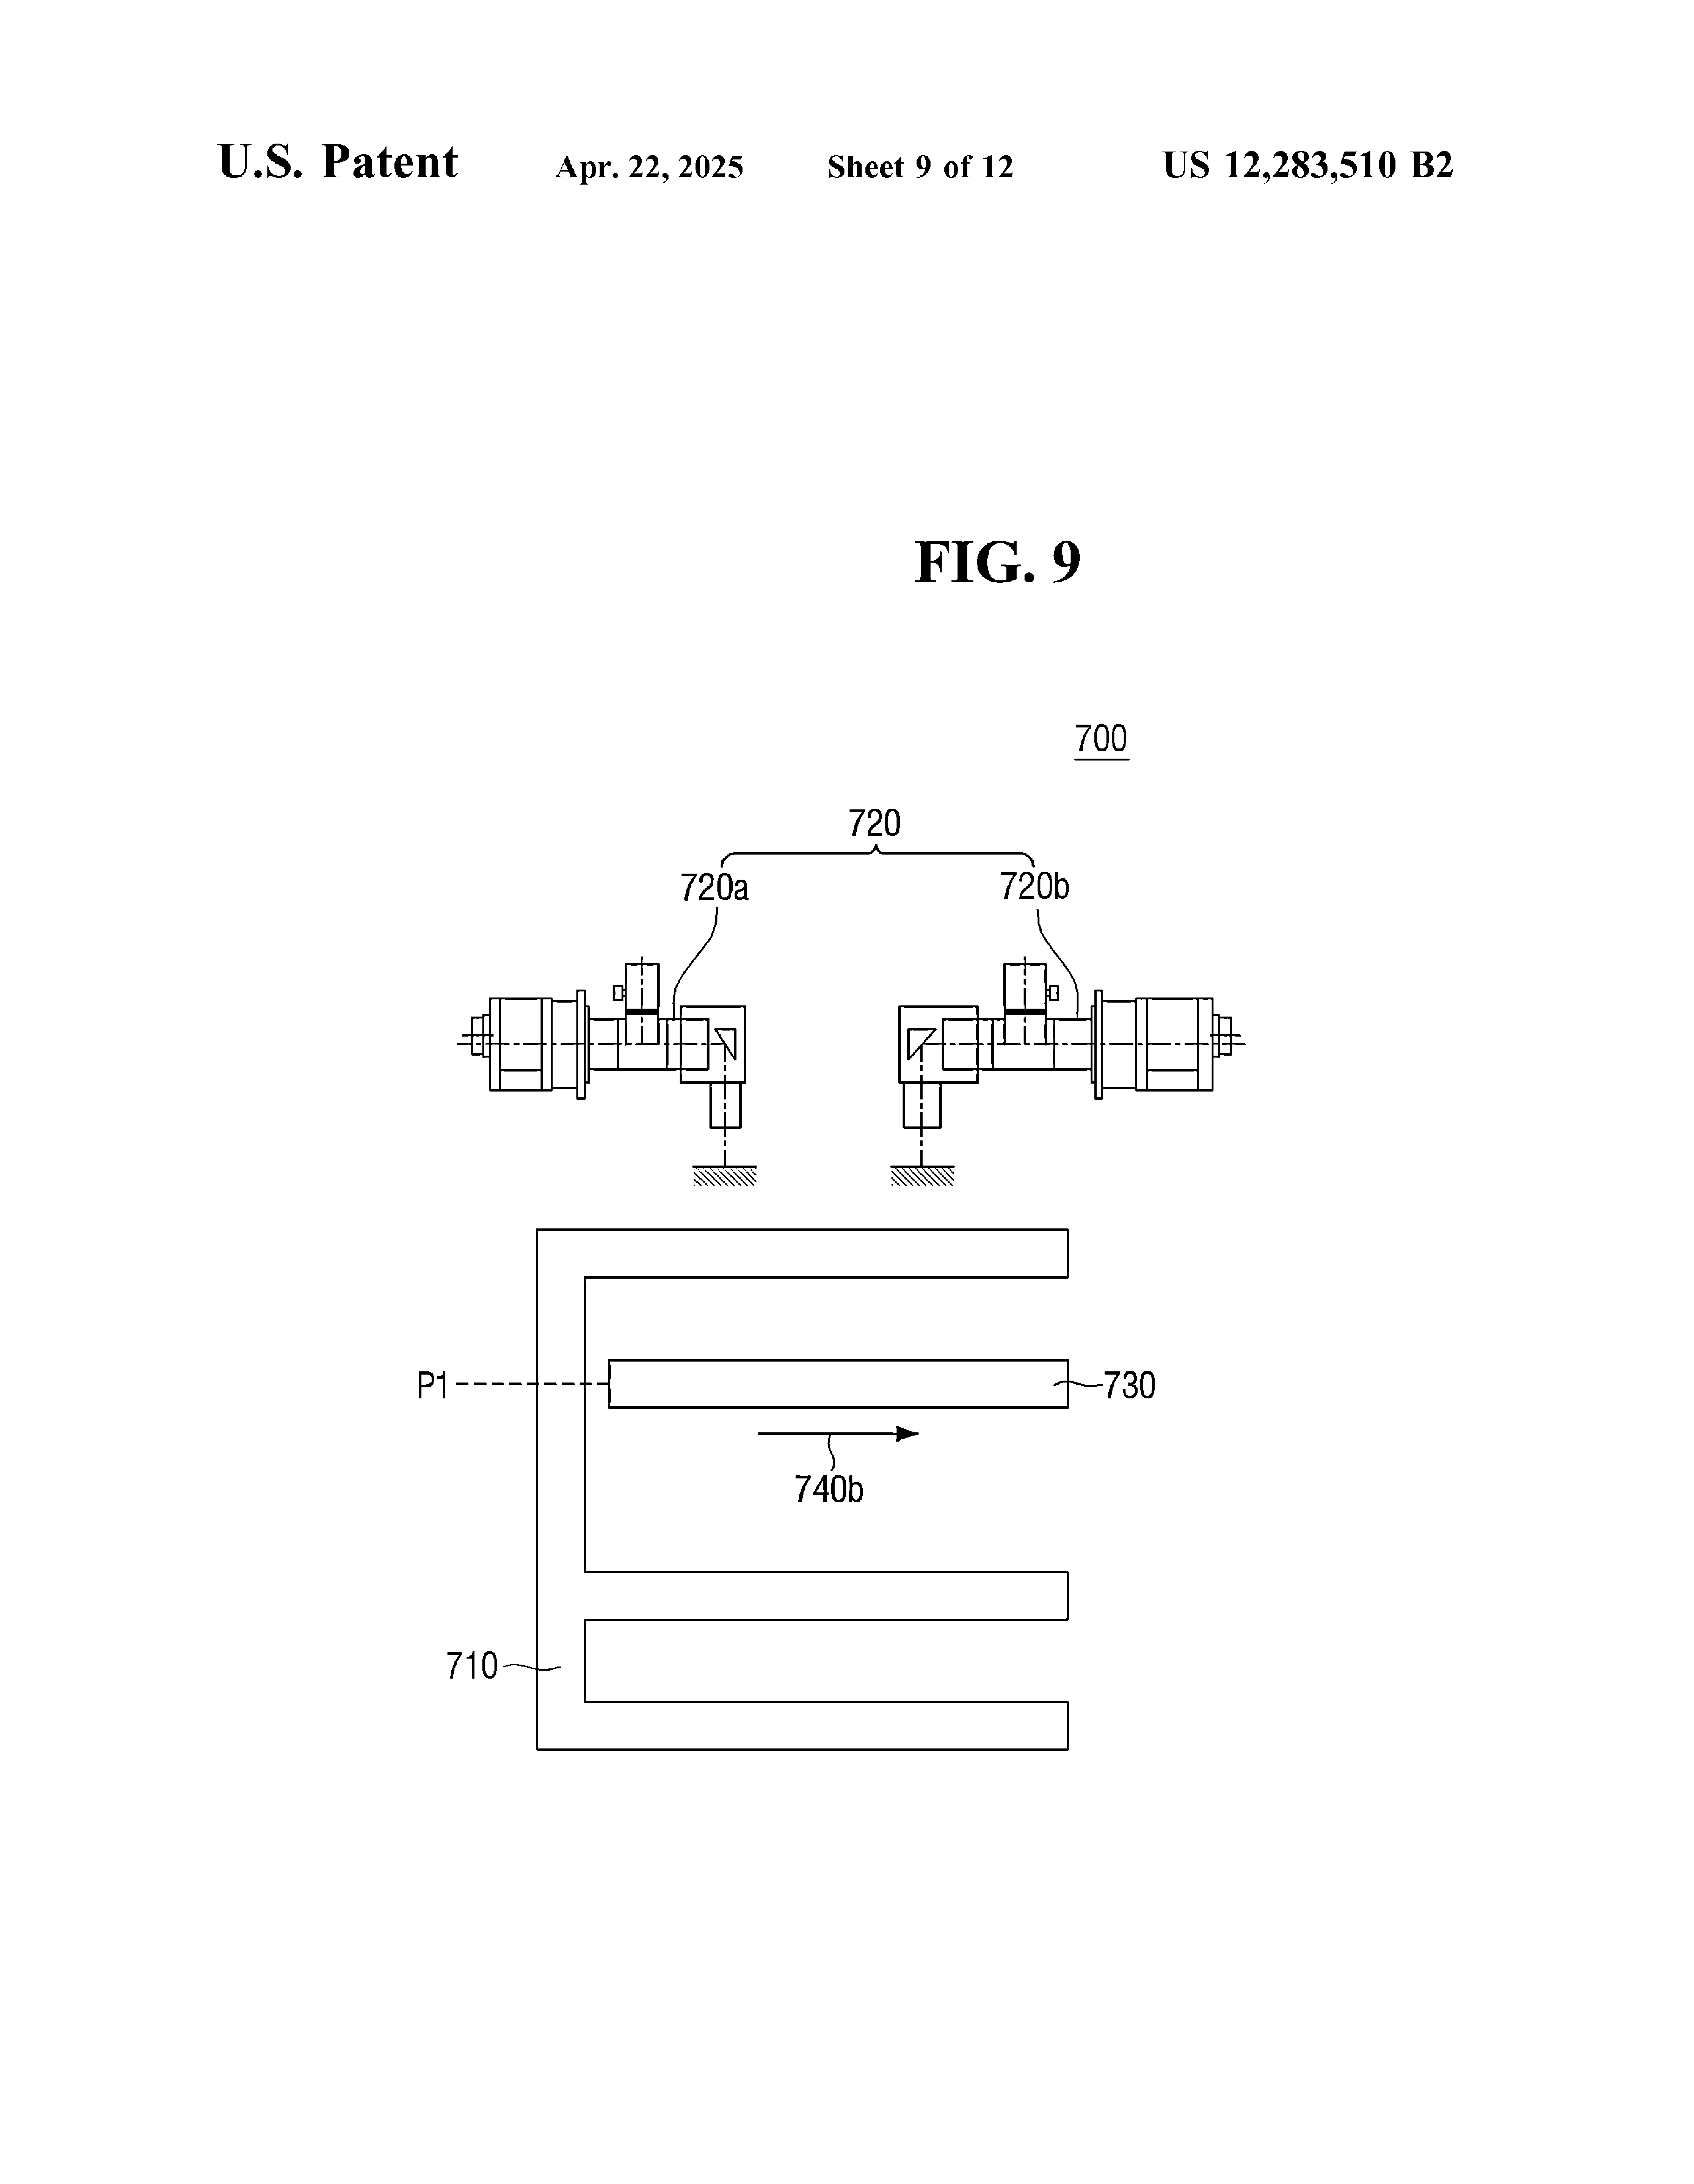 U.S. Patent Apr. 22, 2025 Sheet 9 of 12 US 12,283,510 B2
FIG. 9
700
720
720a 720b
P1 730
740b
710